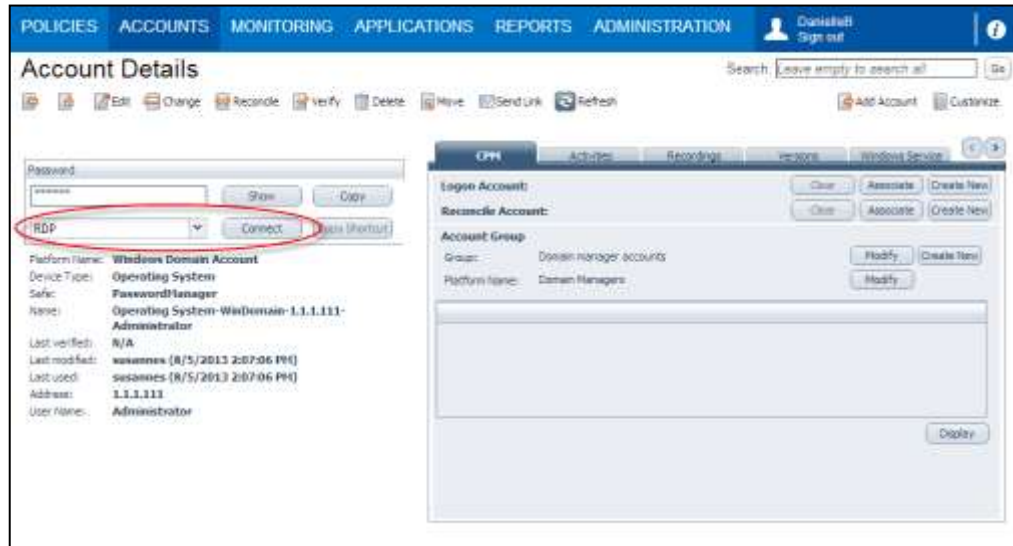 POLICIES ACCOUNTS MONITORING APPLICATIONS REPORTS ADMINISTRATION DanielleB
Sign out
Account Details
Search: Leave empty to search all Go
Edit Change Reconcile Verify Delete Move Send Link Refresh Add Account Customize
CPM Activities Recordings Versions Windows Service
Password
****** Show Copy
RDP Connect Shortcut
Platform Name: Windows Domain Account
Device Type: Operating System
Safe: PasswordManager
Name: Operating System-WinDomain-1.1.1.111-
Administrator
Last verified: N/A
Last modified: susannes (8/5/2013 2:07:06 PM)
Last used: susannes (8/5/2013 2:07:06 PM)
Address: 1.1.1.111
User Name: Administrator
Logon Account: Clear Associate Create New
Reconcile Account: Clear Associate Create New
Account Group
Group: Domain manager accounts Modify Create New
Platform Name: Domain Managers Modify
Display